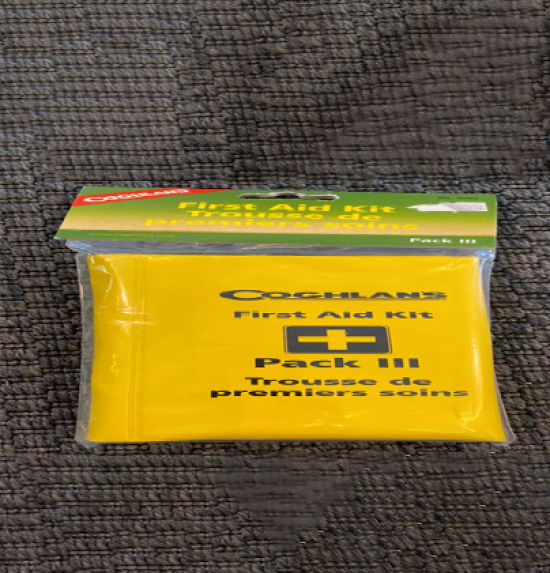 COGHLAN'S
First Aid Kit
Trousse de
premiers soins
Pack III
COGHLAN'S
First Aid Kit
Pack III
Trousse de
premiers soins